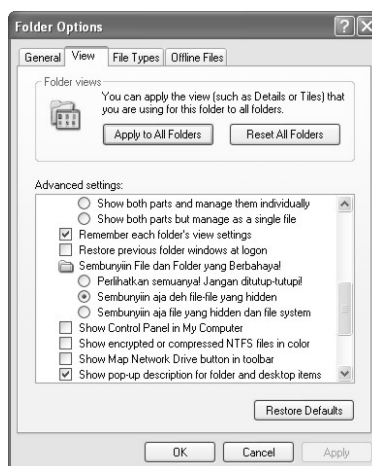 Folder Options
General View File Types Offline Files
Folder views
You can apply the view (such as Details or Tiles) that
you are using for this folder to all folders.
Apply to All Folders Reset All Folders
Advanced settings:
Show both parts and manage them individually
Show both parts but manage as a single file
Remember each folder's view settings
Restore previous folder windows at logon
Sembunyiin File dan Folder yang Berbahaya!
Perlihatkan semuanya! Jangan ditutup-tutupi!
Sembunyiin aja deh file-file yang hidden
Sembunyiin aja file yang hidden dan file system
Show Control Panel in My Computer
Show encrypted or compressed NTFS files in color
Show Map Network Drive button in toolbar
Show pop-up description for folder and desktop items
Restore Defaults
OK Cancel Apply